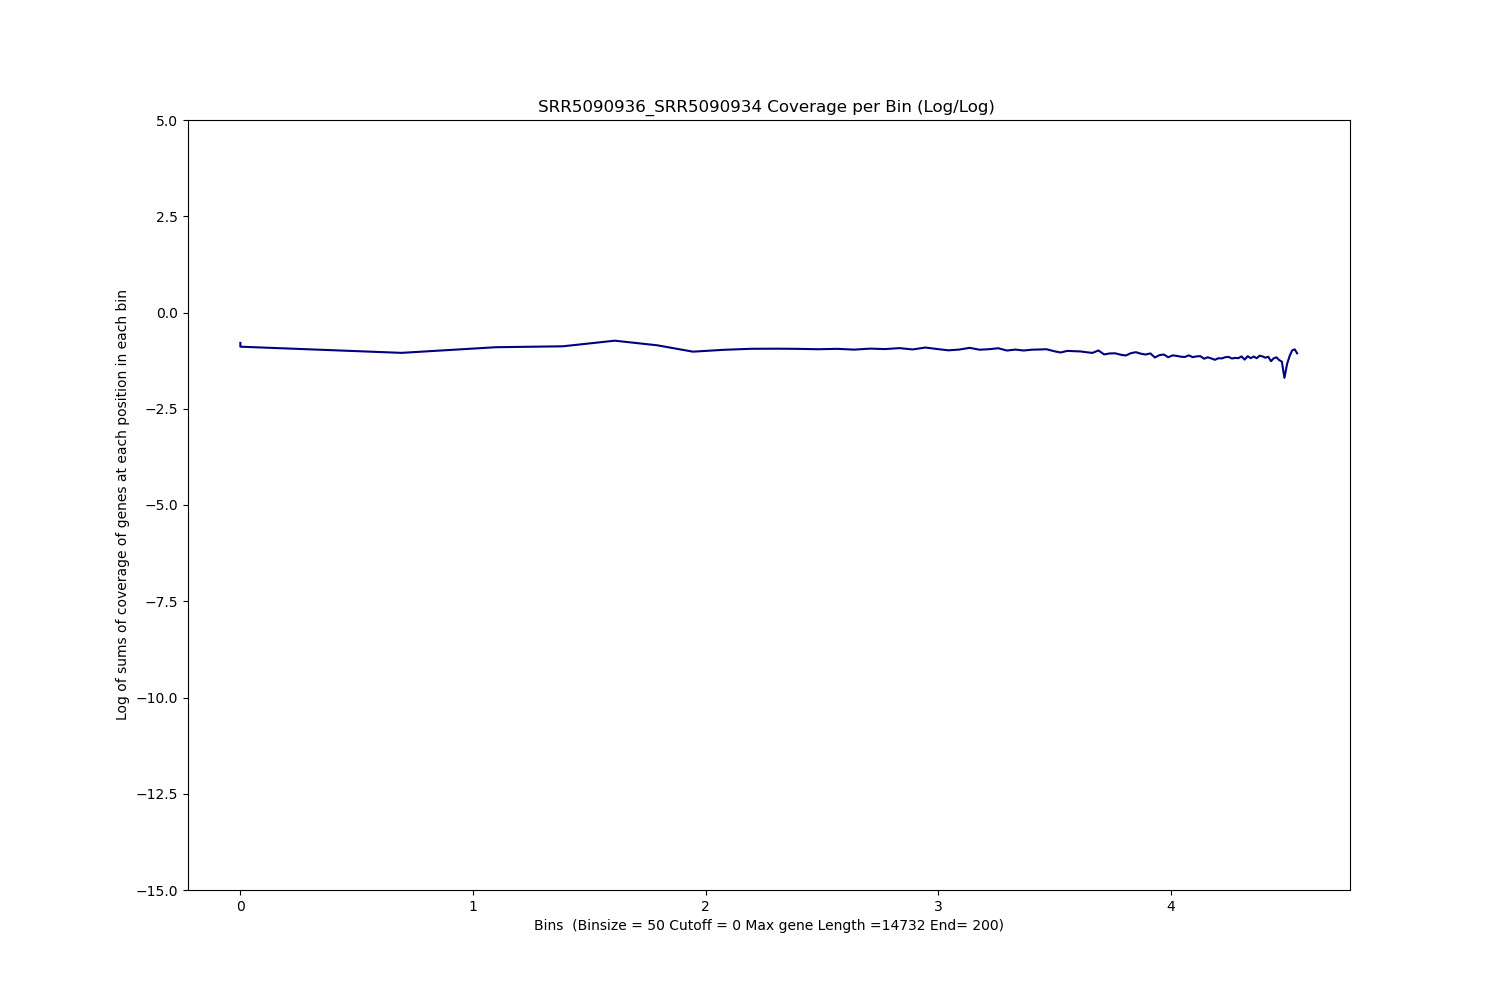 SRR5090936_SRR5090934 Coverage per Bin (Log/Log)
Log of sums of coverage of genes at each position in each bin
5.0
2.5
0.0
−2.5
−5.0
−7.5
−10.0
−12.5
−15.0
0 1 2 3 4
Bins  (Binsize = 50 Cutoff = 0 Max gene Length =14732 End= 200)